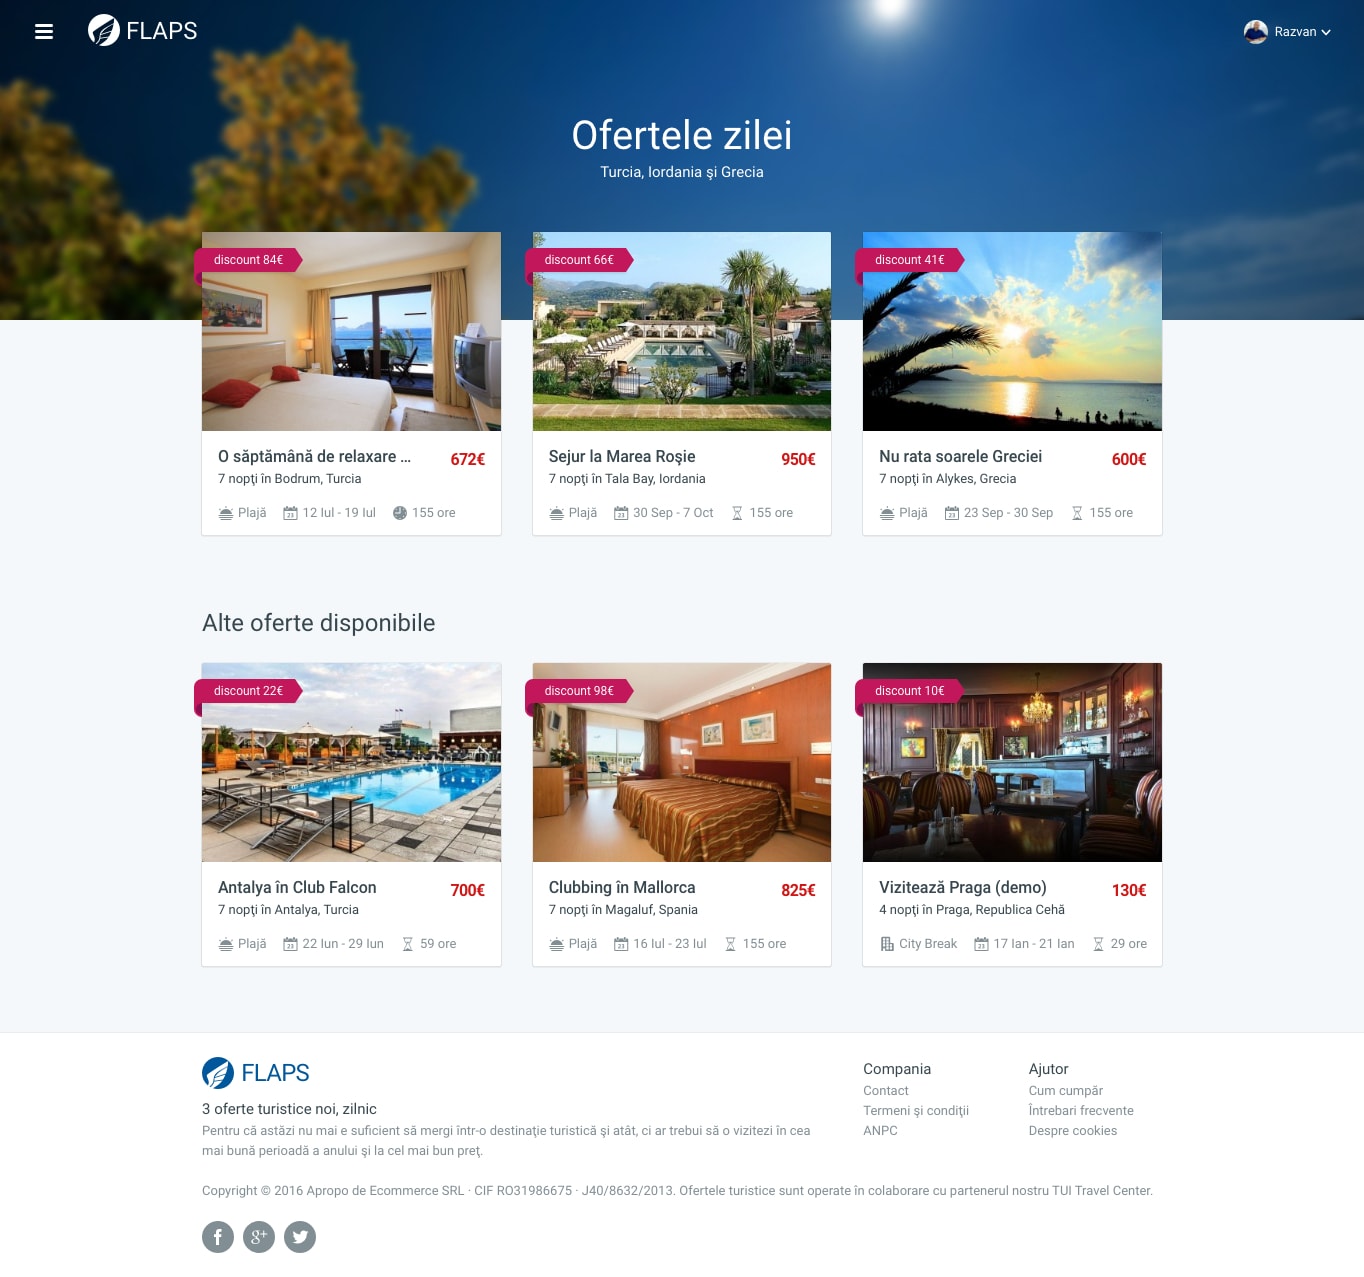 FLAPS
Razvan
Ofertele zilei
Turcia, Iordania şi Grecia
discount 84€
discount 66€
discount 41€
O săptămână de relaxare ...
672€
7 nopţi în Bodrum, Turcia
Plajă
12 Iul - 19 Iul
155 ore
Sejur la Marea Roşie
950€
7 nopţi în Tala Bay, Iordania
Plajă
30 Sep - 7 Oct
155 ore
Nu rata soarele Greciei
600€
7 nopţi în Alykes, Grecia
Plajă
23 Sep - 30 Sep
155 ore
Alte oferte disponibile
discount 22€
discount 98€
discount 10€
Antalya în Club Falcon
700€
7 nopţi în Antalya, Turcia
Plajă
22 Iun - 29 Iun
59 ore
Clubbing în Mallorca
825€
7 nopţi în Magaluf, Spania
Plajă
16 Iul - 23 Iul
155 ore
Vizitează Praga (demo)
130€
4 nopţi în Praga, Republica Cehă
City Break
17 Ian - 21 Ian
29 ore
FLAPS
3 oferte turistice noi, zilnic
Pentru că astăzi nu mai e suficient să mergi într-o destinaţie turistică şi atât, ci ar trebui să o vizitezi în cea
mai bună perioadă a anului şi la cel mai bun preţ.
Compania
Contact
Termeni şi condiţii
ANPC
Ajutor
Cum cumpăr
Întrebari frecvente
Despre cookies
Copyright © 2016 Apropo de Ecommerce SRL · CIF RO31986675 · J40/8632/2013. Ofertele turistice sunt operate în colaborare cu partenerul nostru TUI Travel Center.